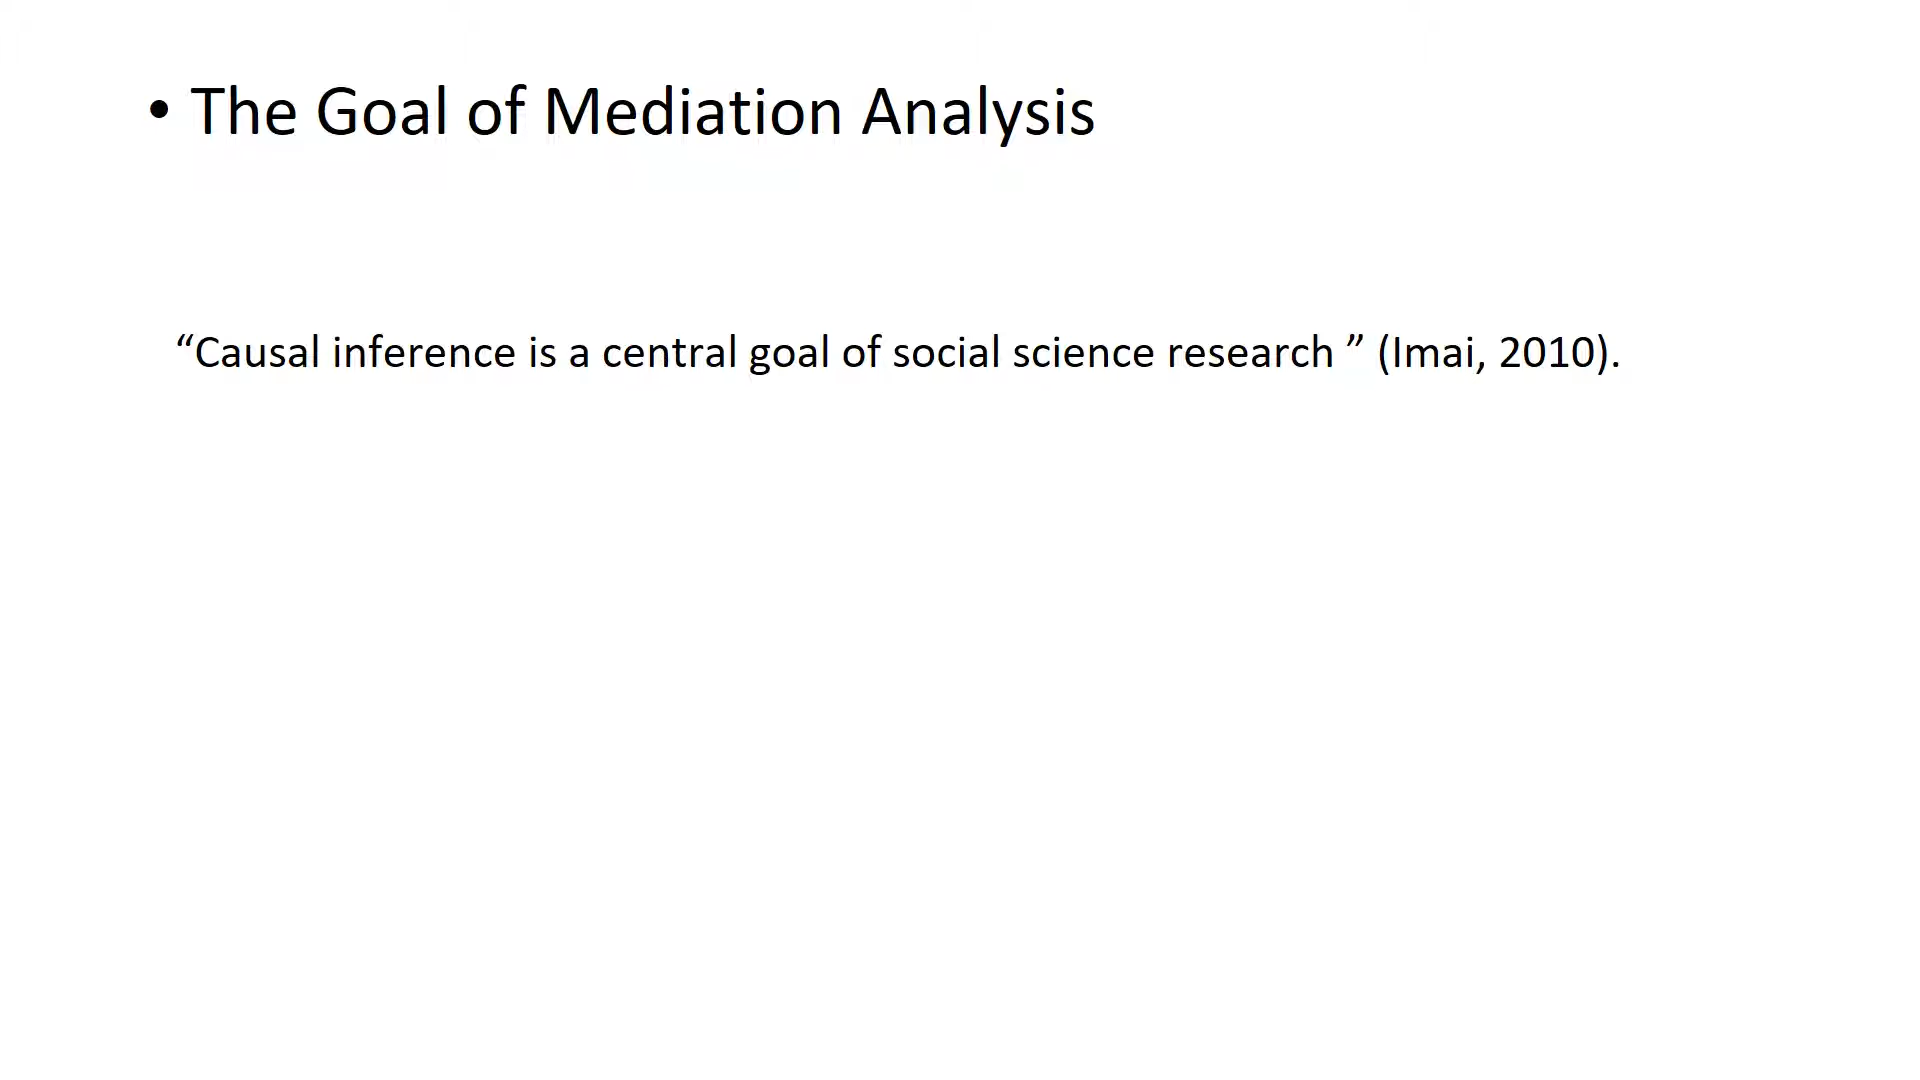 • The Goal of Mediation Analysis
“Causal inference is a central goal of social science research ” (Imai, 2010).